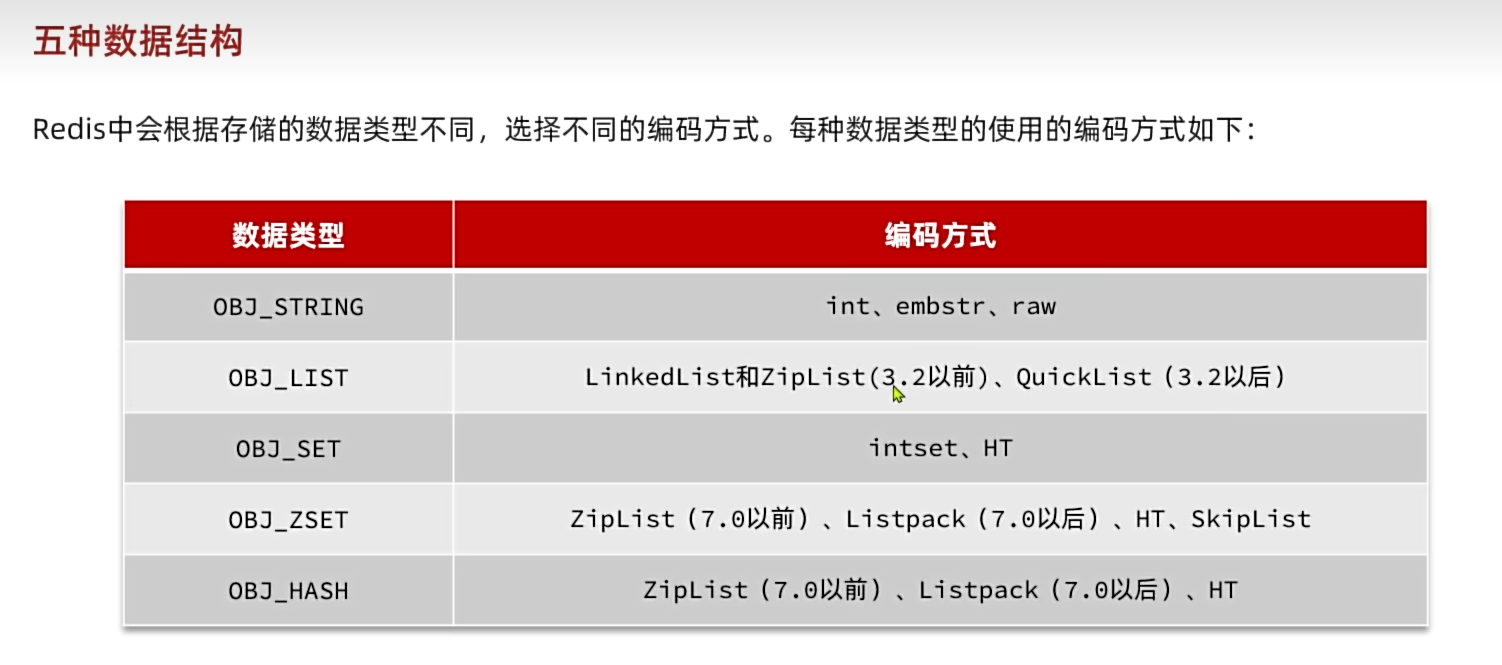 五种数据结构
Redis中会根据存储的数据类型不同，选择不同的编码方式。每种数据类型的使用的编码方式如下：
数据类型 编码方式
OBJ_STRING int、embstr、raw
OBJ_LIST LinkedList和ZipList(3.2以前)、QuickList（3.2以后）
OBJ_SET intset、HT
OBJ_ZSET ZipList（7.0以前）、Listpack（7.0以后）、HT、SkipList
OBJ_HASH ZipList（7.0以前）、Listpack（7.0以后）、HT